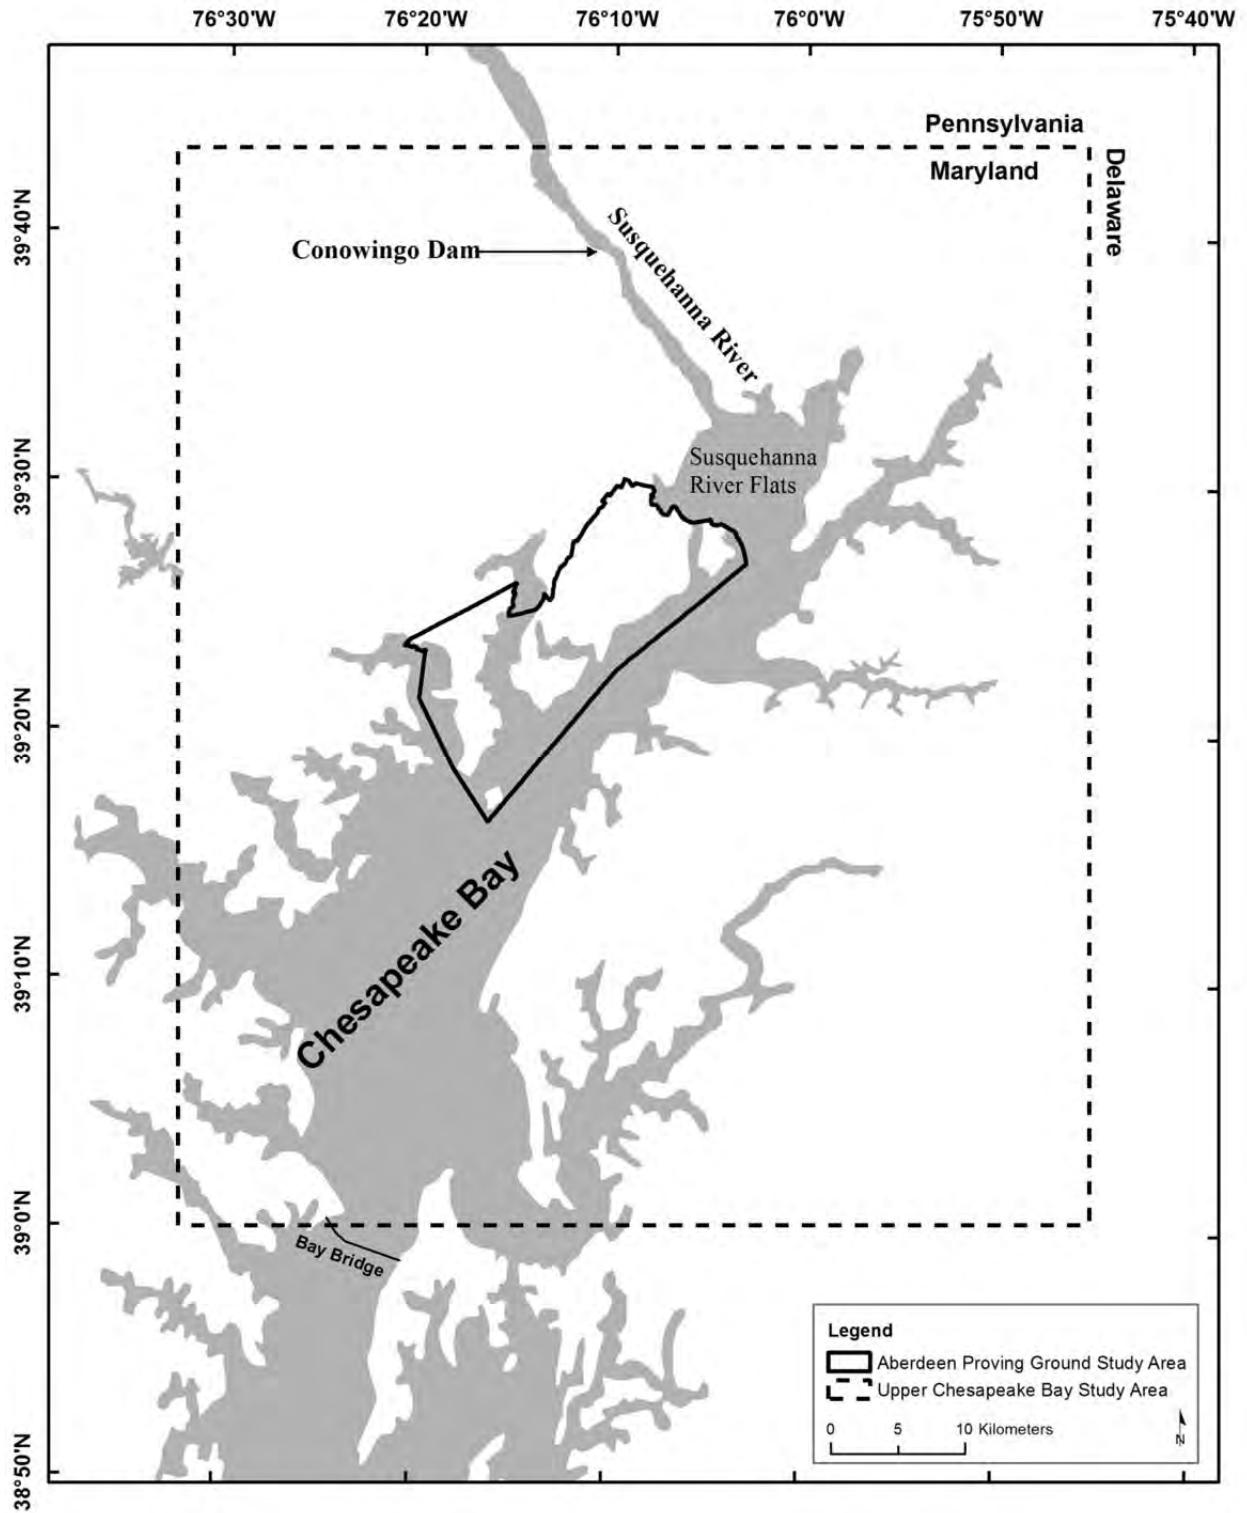 76°30'W 76°20'W 76°10'W 76°0'W 75°50'W 75°40'W
Pennsylvania
Maryland
Delaware
39°40'N
Conowingo Dam
Susquehanna River
39°30'N
Susquehanna
River Flats
39°20'N
Chesapeake Bay
39°10'N
39°0'N
Bay Bridge
Legend
Aberdeen Proving Ground Study Area
Upper Chesapeake Bay Study Area
0 5 10 Kilometers
N
38°50'N